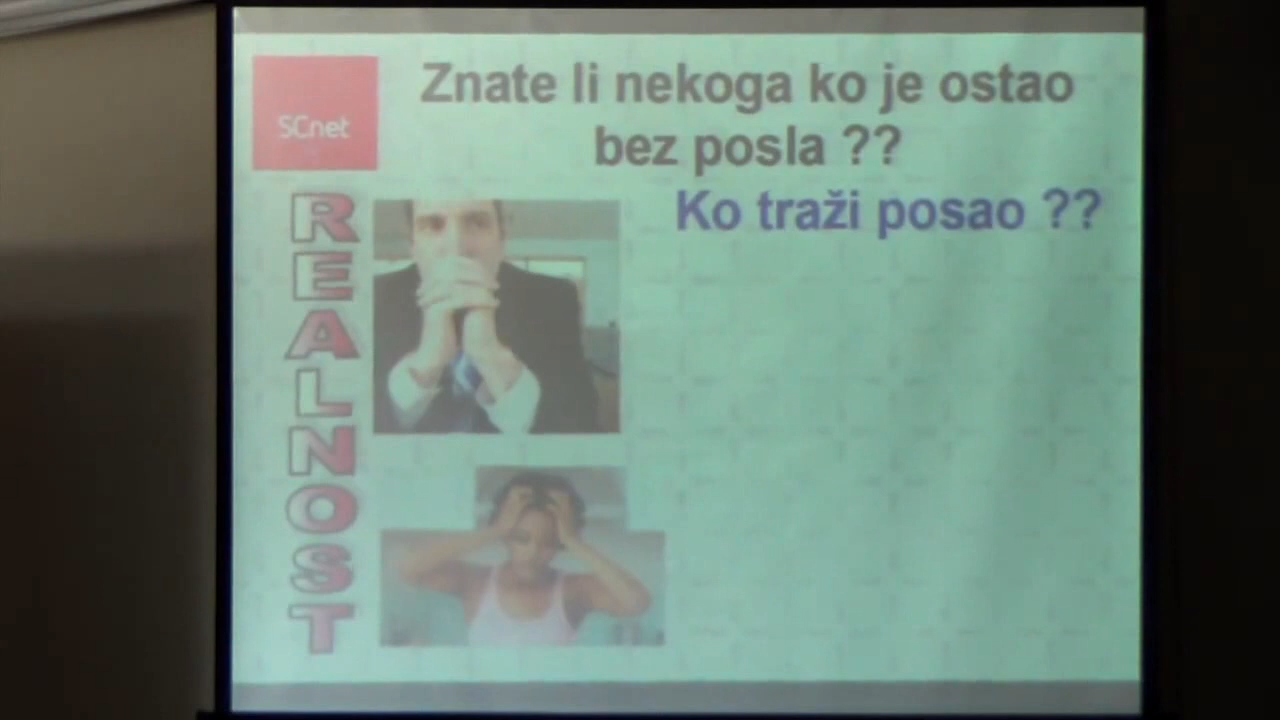 SCnet
Znate li nekoga ko je ostao
bez posla ??
Ko traži posao ??
REALNOST